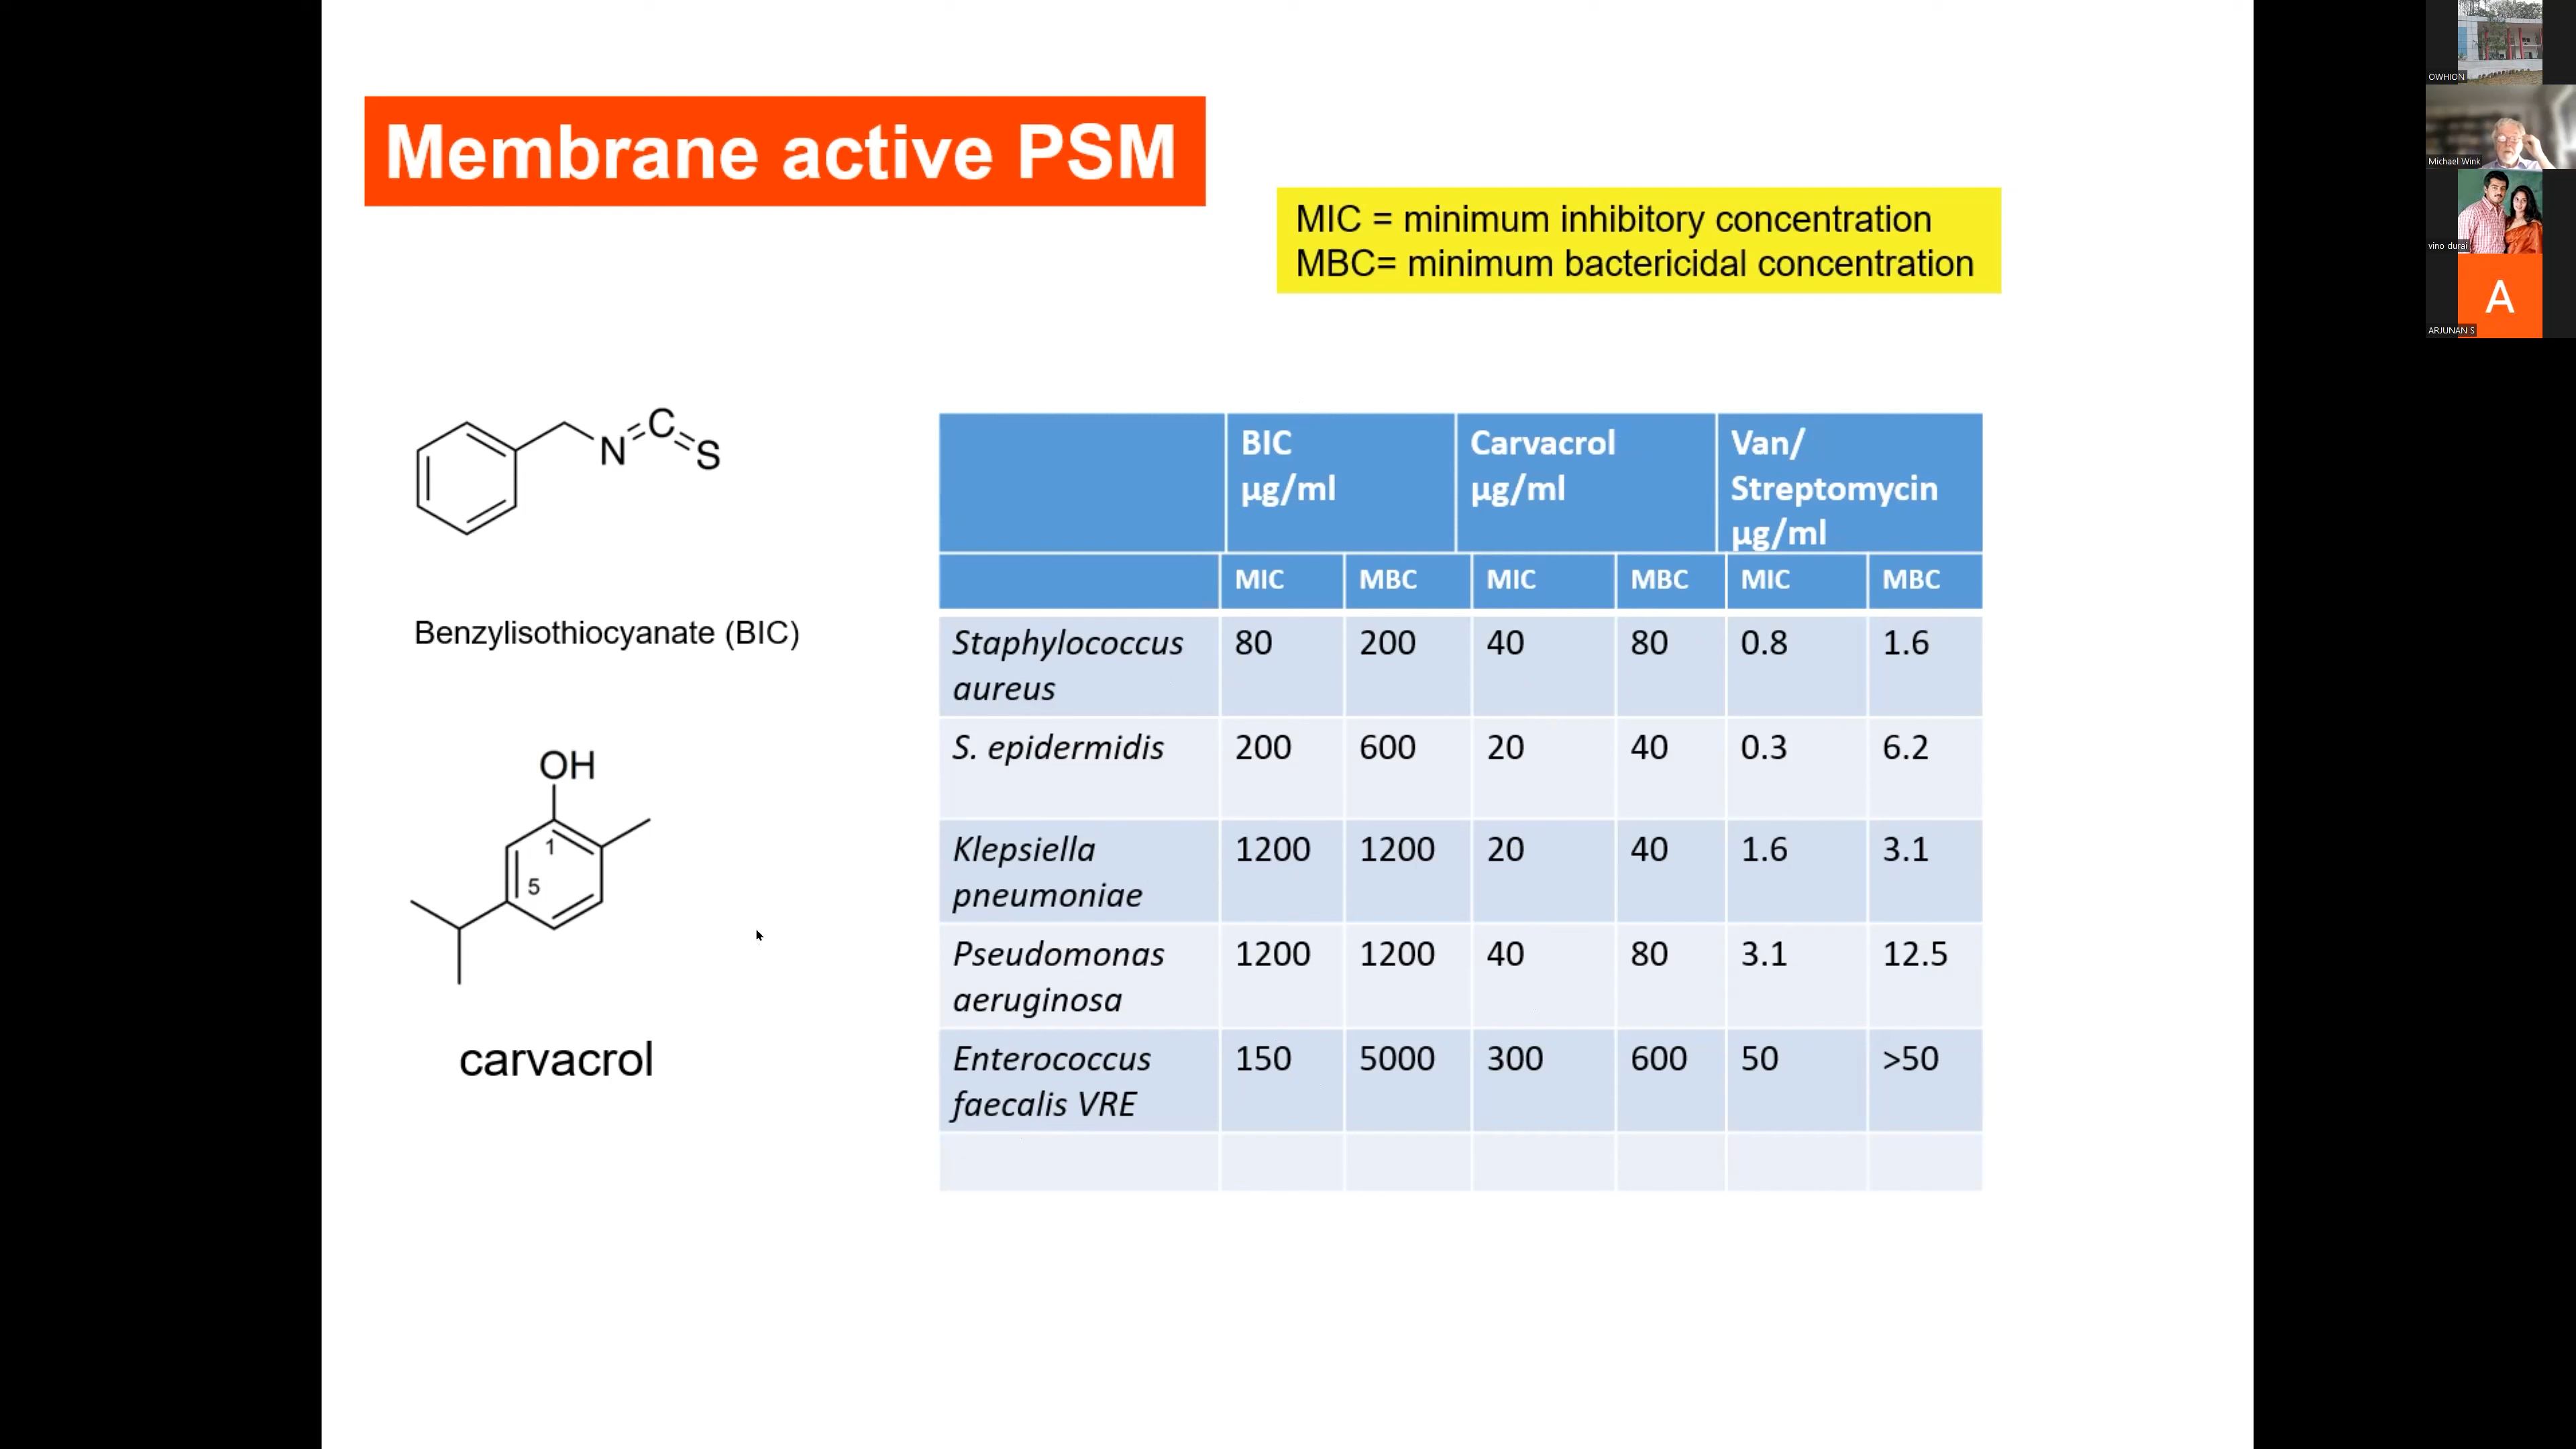 Membrane active PSM
MIC = minimum inhibitory concentration
MBC= minimum bactericidal concentration
N=C=S
Benzylisothiocyanate (BIC)
OH
1
5
carvacrol
BIC µg/ml Carvacrol µg/ml Van/ Streptomycin µg/ml
MIC MBC MIC MBC MIC MBC
Staphylococcus aureus 80 200 40 80 0.8 1.6
S. epidermidis 200 600 20 40 0.3 6.2
Klepsiella pneumoniae 1200 1200 20 40 1.6 3.1
Pseudomonas aeruginosa 1200 1200 40 80 3.1 12.5
Enterococcus faecalis VRE 150 5000 300 600 50 >50
OWHION
Michael Wink
vino durai
A
ARJUNAN S